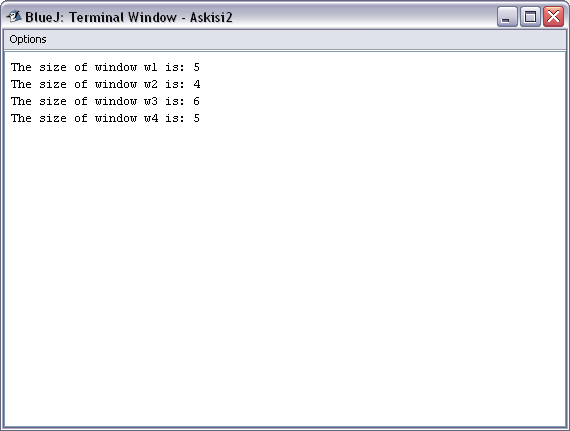 BlueJ: Terminal Window - Askisi2
Options
The size of window w1 is: 5
The size of window w2 is: 4
The size of window w3 is: 6
The size of window w4 is: 5